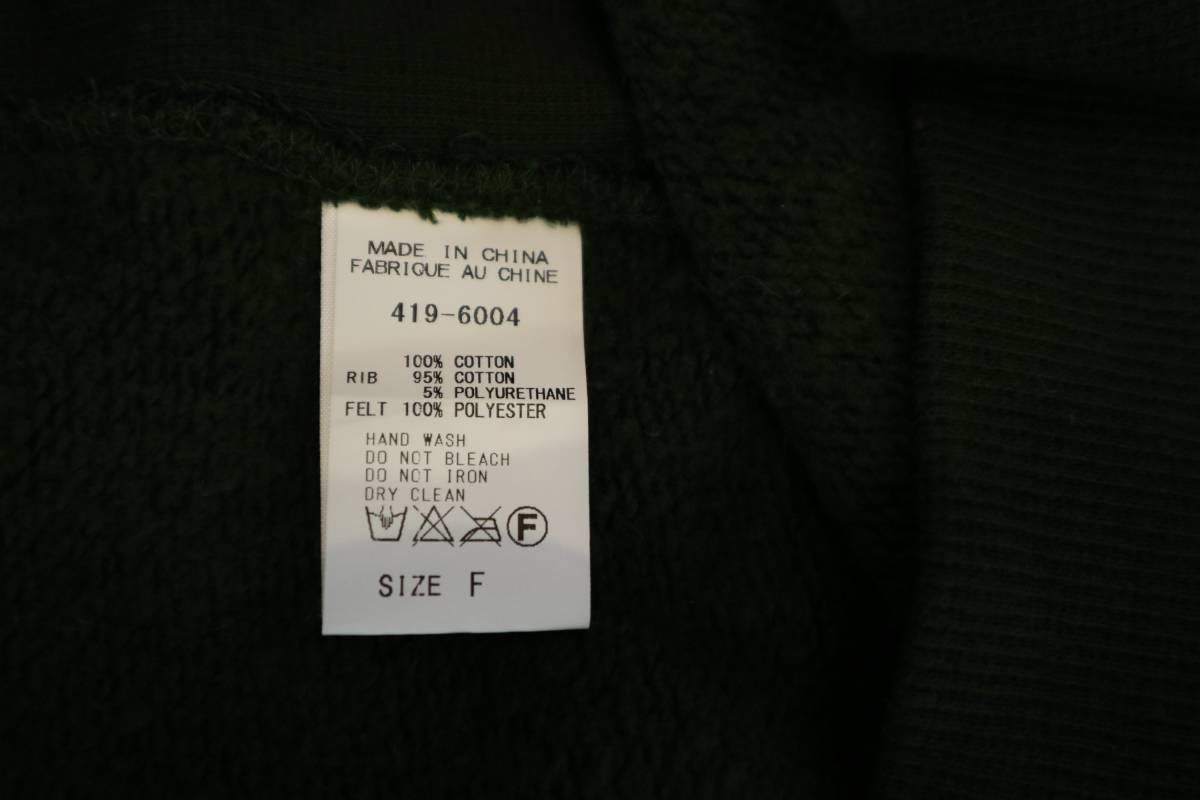 MADE IN CHINA
FABRIQUE AU CHINE
419-6004
100% COTTON
RIB 95% COTTON
5% POLYURETHANE
FELT 100% POLYESTER
HAND WASH
DO NOT BLEACH
DO NOT IRON
DRY CLEAN
F
SIZE F